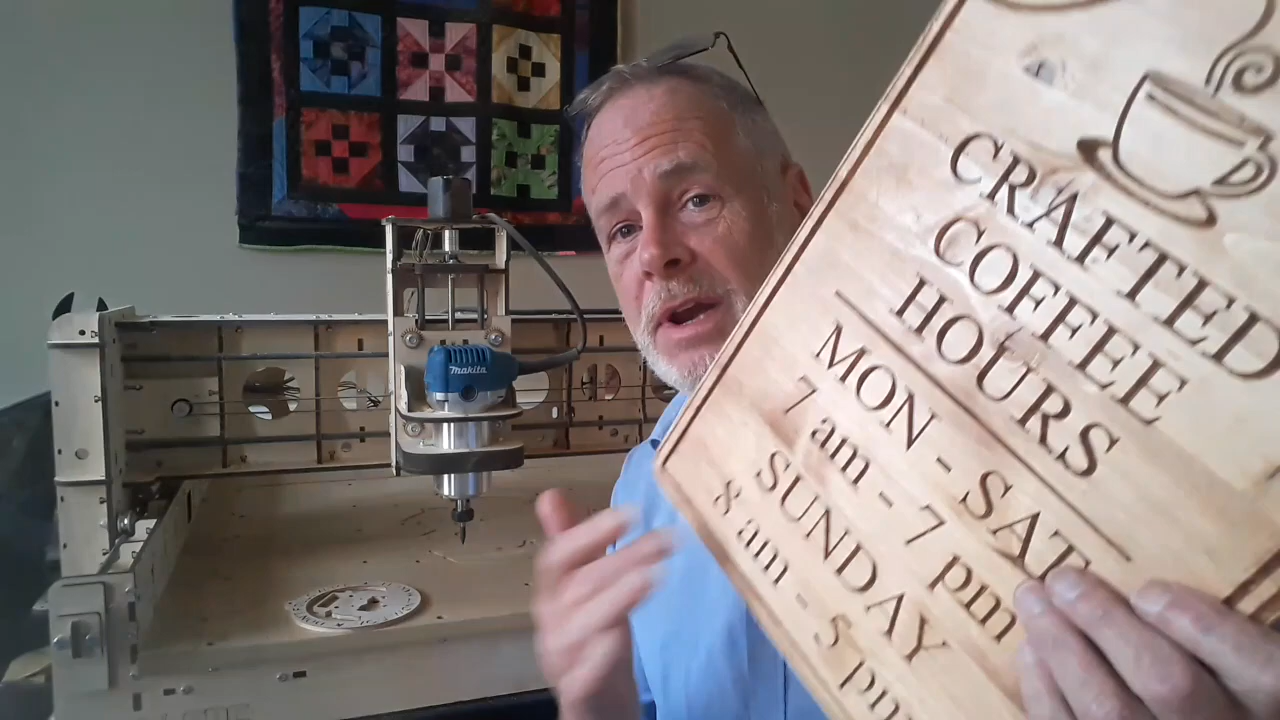 makita
CRAFTED
COFFEE
HOURS
MON - SAT
7 am - 7 pm
SUNDAY
8 am - 5 pm